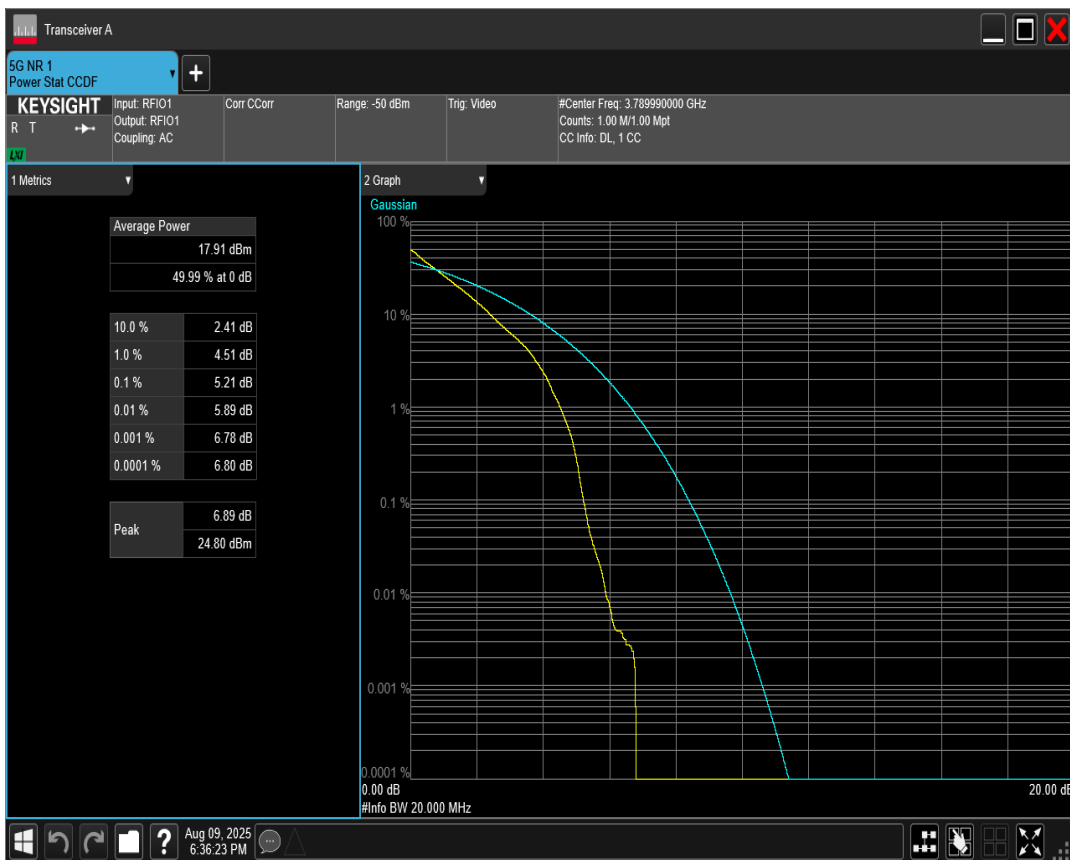 Transceiver A
5G NR 1
Power Stat CCDF
+
KEYSIGHT
R T
LXI
Input: RFIO1
Output: RFIO1
Coupling: AC
Corr CCorr
Range: -50 dBm
Trig: Video
#Center Freq: 3.789990000 GHz
Counts: 1.00 M/1.00 Mpt
CC Info: DL, 1 CC
1 Metrics
Average Power
17.91 dBm
49.99 % at 0 dB
10.0 % 2.41 dB
1.0 % 4.51 dB
0.1 % 5.21 dB
0.01 % 5.89 dB
0.001 % 6.78 dB
0.0001 % 6.80 dB
Peak 6.89 dB
24.80 dBm
2 Graph
Gaussian
100 %
10 %
1 %
0.1 %
0.01 %
0.001 %
0.0001 %
0.00 dB 20.00 dB
#Info BW 20.000 MHz
?
Aug 09, 2025
6:36:23 PM